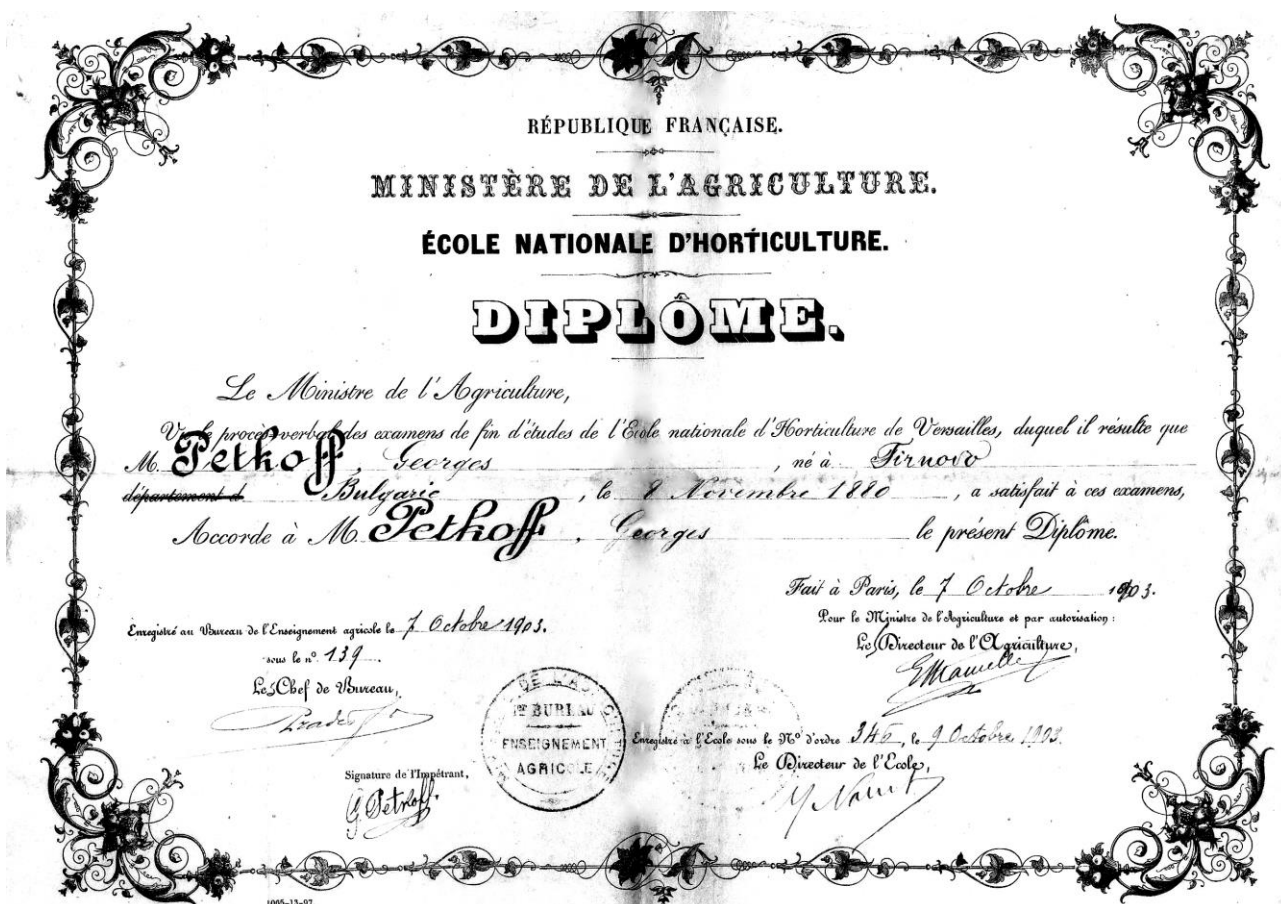 RÉPUBLIQUE FRANÇAISE.
MINISTÈRE DE L'AGRICULTURE.
ÉCOLE NATIONALE D'HORTICULTURE.
DIPLÔME.
Le Ministre de l'Agriculture,
Vu le procès-verbal des examens de fin d'études de l'École nationale d'Horticulture de Versailles, duquel il résulte que
M. Petkoff, Georges, né à Tirnovo
département d Bulgarie, le 8 Novembre 1880, a satisfait à ces examens,
Accorde à M. Petkoff, Georges le présent Diplôme.
Fait à Paris, le 7 Octobre 1903.
Pour le Ministre de l'Agriculture et par autorisation :
Le Directeur de l'Agriculture,
Enregistré au Bureau de l'Enseignement agricole le 7 Octobre 1903.
sous le n° 139.
Le Chef de Bureau,
DE L'AGRICULTURE
1er BUREAU
ENSEIGNEMENT
AGRICOLE
Enregistré à l'École sous le N° d'ordre 345, le 9 Octobre 1903.
Le Directeur de l'École,
Signature de l'Impétrant,
G. Petkoff
1065-13-97